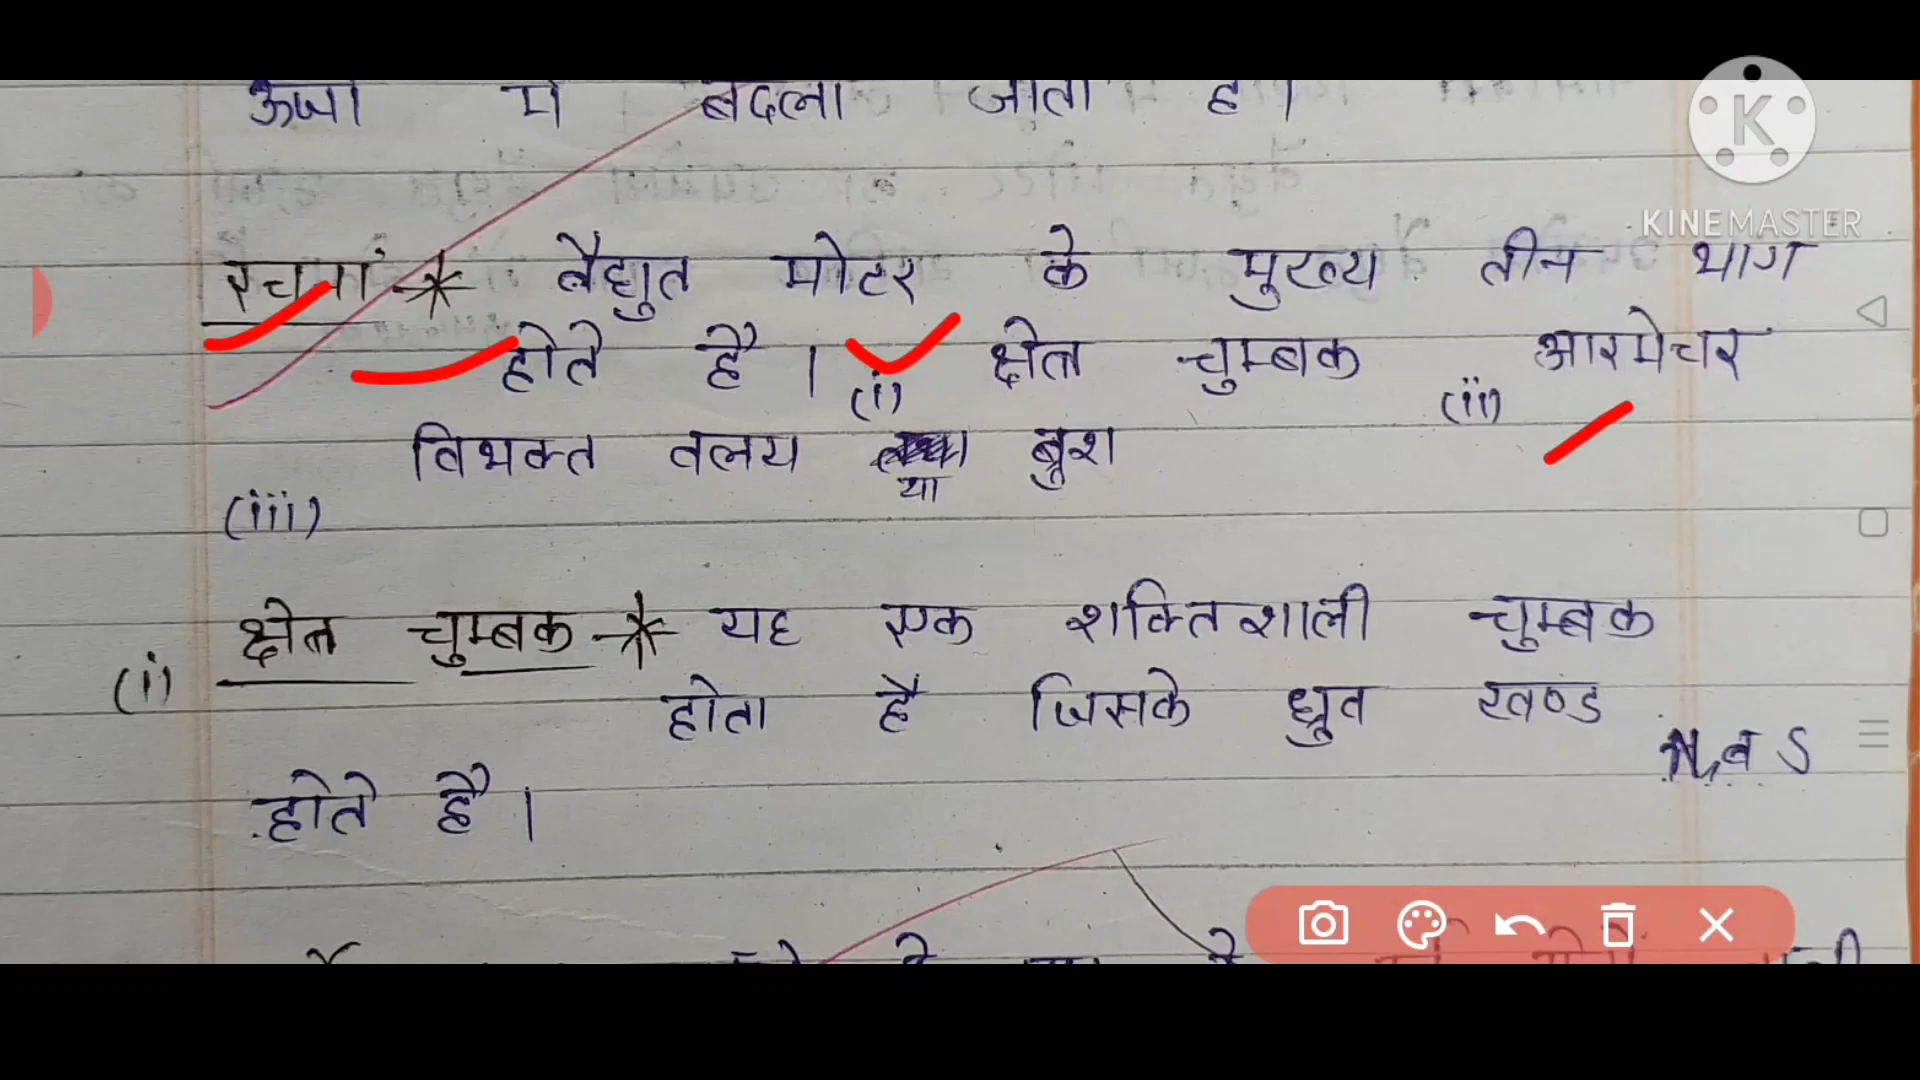 ऊर्जा में बदला जाता है।
KINEMASTER
रचना वैद्युत मोटर के मुख्य तीन भाग
होते है। (i) क्षेत्र चुम्बक (ii) आरमेचर
(iii) विभक्त वलय या ब्रुश
(i) क्षेत्र चुम्बक यह एक शक्तिशाली चुम्बक
होता है जिसके ध्रुव खण्ड N व S
होते है।